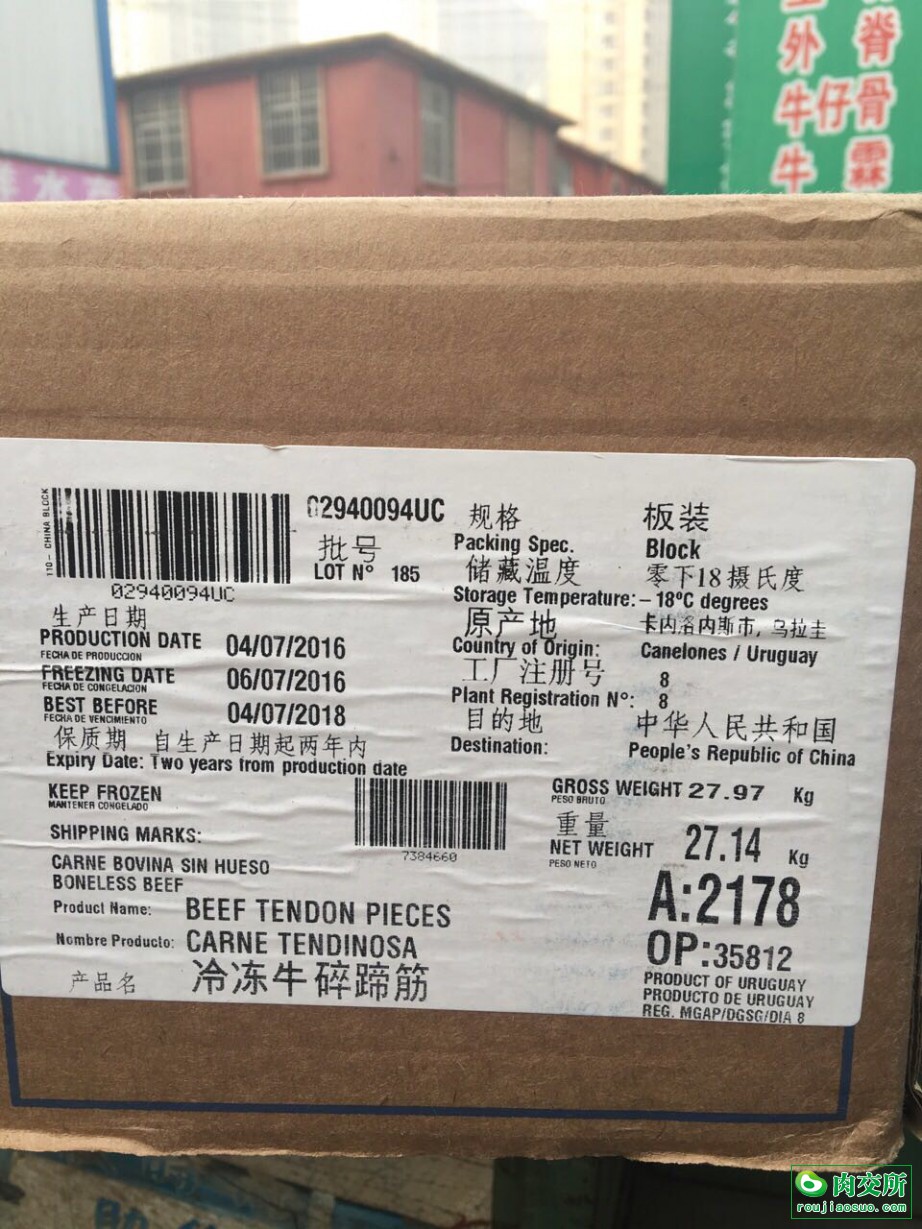 外 脊
牛 仔 骨
牛 霖
110 - CHINA BLOCK
02940094UC
02940094UC
批号
LOT Nº 185
规格 板装
Packing Spec. Block
储藏温度 零下18摄氏度
Storage Temperature: – 18ºC degrees
原产地 卡内洛内斯市, 乌拉圭
Country of Origin: Canelones / Uruguay
工厂注册号 8
Plant Registration Nº: 8
目的地 中华人民共和国
Destination: People's Republic of China
生产日期
PRODUCTION DATE 04/07/2016
FECHA DE PRODUCCION
FREEZING DATE 06/07/2016
FECHA DE CONGELACION
BEST BEFORE 04/07/2018
FECHA DE VENCIMIENTO
保质期 自生产日期起两年内
Expiry Date: Two years from production date
KEEP FROZEN
MANTENER CONGELADO
7384660
GROSS WEIGHT 27.97 Kg
PESO BRUTO
重量
NET WEIGHT 27.14 Kg
PESO NETO
SHIPPING MARKS:
CARNE BOVINA SIN HUESO
BONELESS BEEF
Product Name: BEEF TENDON PIECES
Nombre Producto: CARNE TENDINOSA
产品名 冷冻牛碎蹄筋
A:2178
OP:35812
PRODUCT OF URUGUAY
PRODUCTO DE URUGUAY
REG. MGAP/DGSG/DIA 8
肉交所
roujiaosuo.com